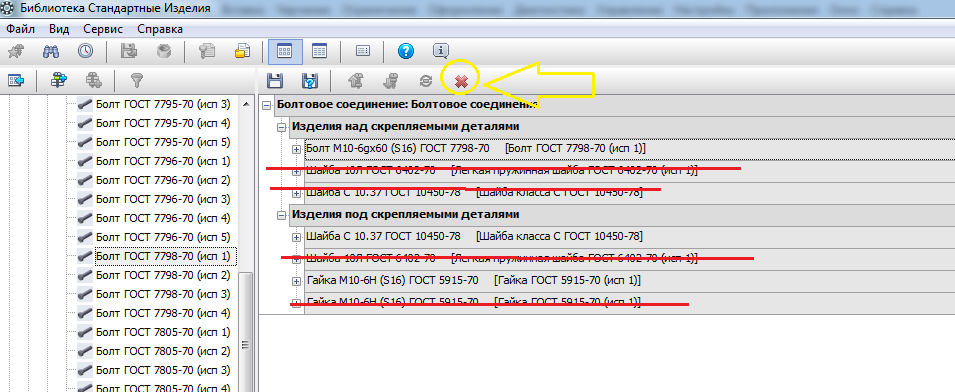 Библиотека Стандартные Изделия
Файл Вид Сервис Справка
Болт ГОСТ 7795-70 (исп 3)
Болт ГОСТ 7795-70 (исп 4)
Болт ГОСТ 7795-70 (исп 5)
Болт ГОСТ 7796-70 (исп 1)
Болт ГОСТ 7796-70 (исп 2)
Болт ГОСТ 7796-70 (исп 3)
Болт ГОСТ 7796-70 (исп 4)
Болт ГОСТ 7796-70 (исп 5)
Болт ГОСТ 7798-70 (исп 1)
Болт ГОСТ 7798-70 (исп 2)
Болт ГОСТ 7798-70 (исп 3)
Болт ГОСТ 7798-70 (исп 4)
Болт ГОСТ 7805-70 (исп 1)
Болт ГОСТ 7805-70 (исп 2)
Болт ГОСТ 7805-70 (исп 3)
Болт ГОСТ 7805-70 (исп 4)
Болтовое соединение: Болтовое соединение
Изделия над скрепляемыми деталями
Болт М10-6gx60 (S16) ГОСТ 7798-70 [Болт ГОСТ 7798-70 (исп 1)]
Шайба 10Л ГОСТ 6402-70 [Легкая пружинная шайба ГОСТ 6402-70 (исп 1)]
Шайба C 10.37 ГОСТ 10450-78 [Шайба класса C ГОСТ 10450-78]
Изделия под скрепляемыми деталями
Шайба C 10.37 ГОСТ 10450-78 [Шайба класса C ГОСТ 10450-78]
Шайба 10Л ГОСТ 6402-70 [Легкая пружинная шайба ГОСТ 6402-70 (исп 1)]
Гайка М10-6H (S16) ГОСТ 5915-70 [Гайка ГОСТ 5915-70 (исп 1)]
Гайка М10-6H (S16) ГОСТ 5915-70 [Гайка ГОСТ 5915-70 (исп 1)]